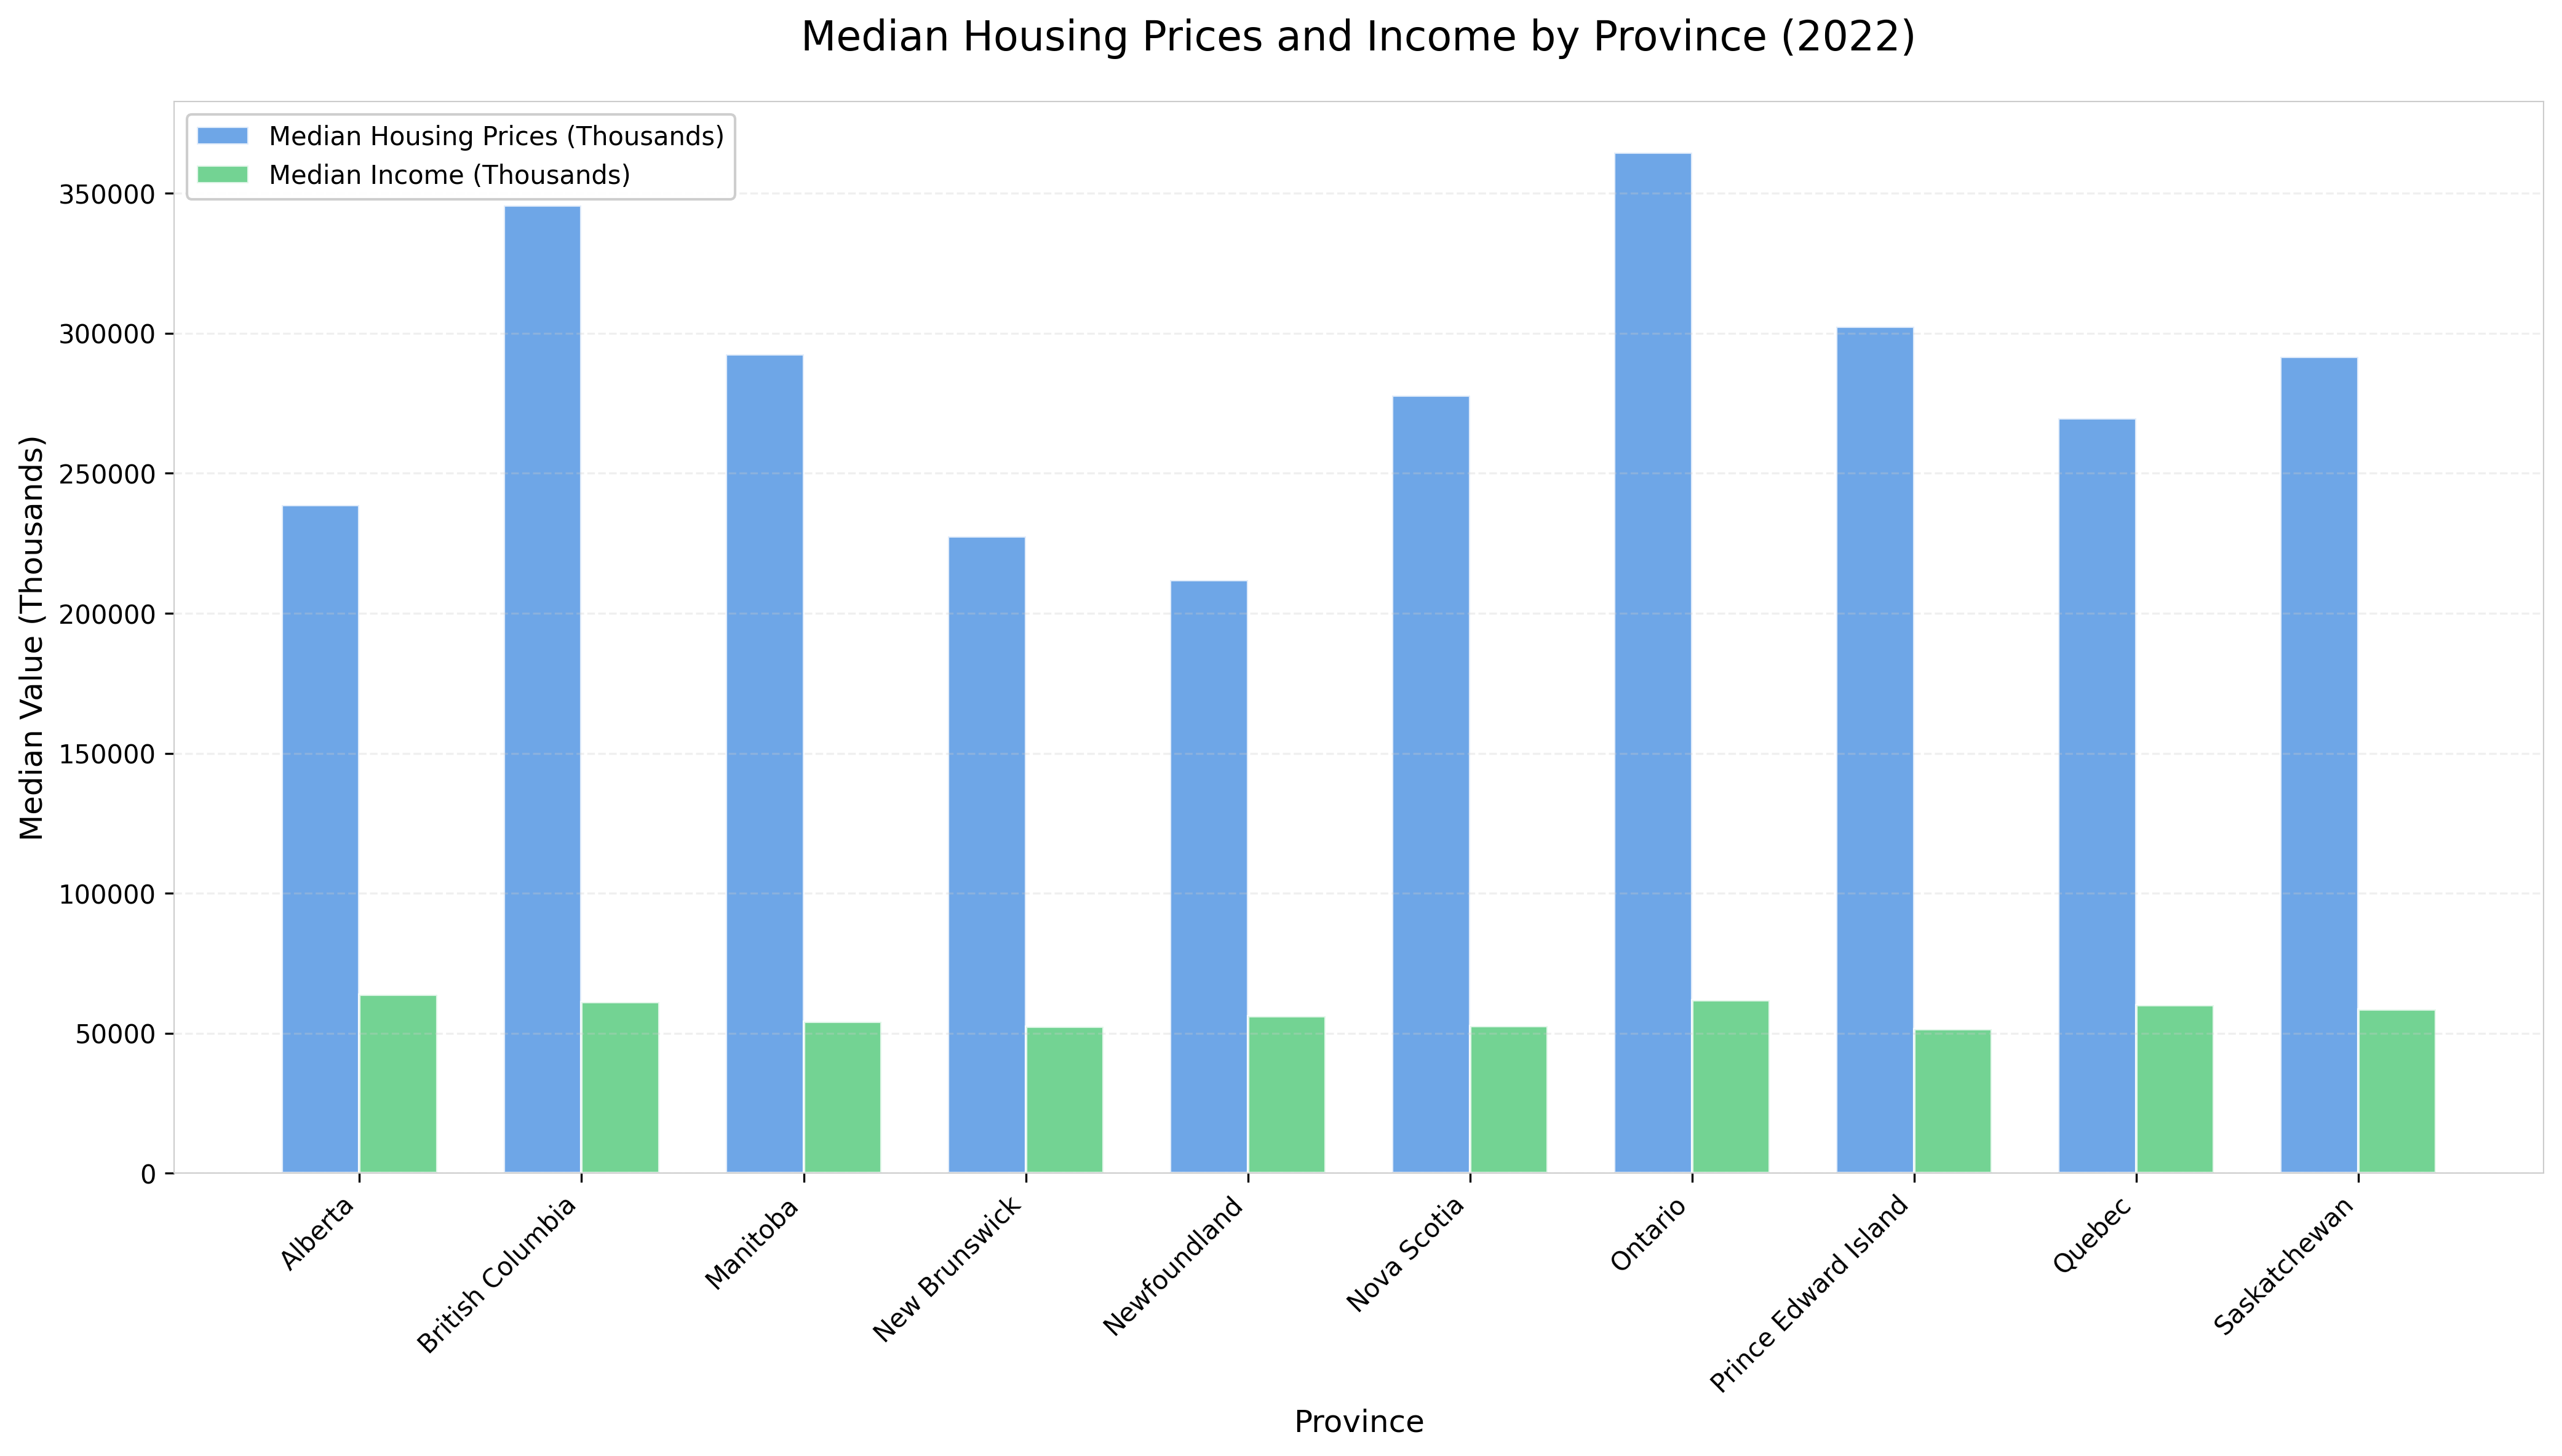 Median Housing Prices and Income by Province (2022)
Median Housing Prices (Thousands)
Median Income (Thousands)
Median Value (Thousands)
350000
300000
250000
200000
150000
100000
50000
0
Alberta
British Columbia
Manitoba
New Brunswick
Newfoundland
Nova Scotia
Ontario
Prince Edward Island
Quebec
Saskatchewan
Province